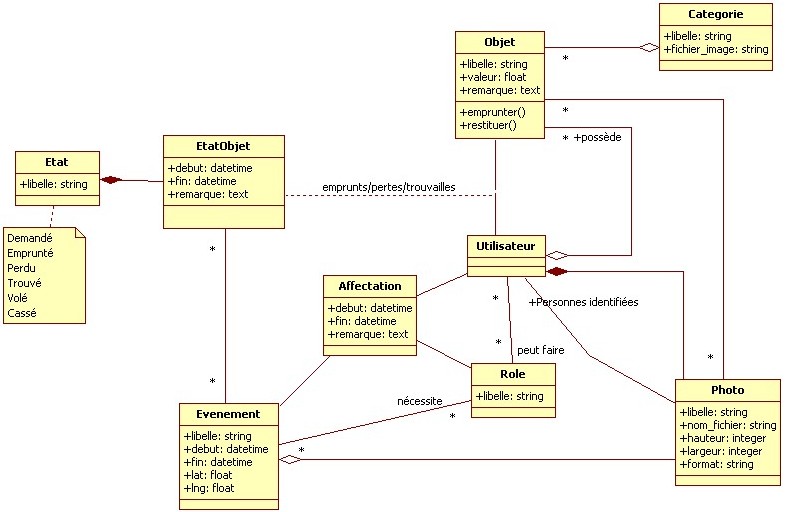 Categorie
+libelle: string
+fichier_image: string
*
Objet
+libelle: string
+valeur: float
+remarque: text
+emprunter()
+restituer()
*
* +possède
EtatObjet
+debut: datetime
+fin: datetime
+remarque: text
Etat
+libelle: string
emprunts/pertes/trouvailles
Demandé
Emprunté
Perdu
Trouvé
Volé
Cassé
*
Utilisateur
Affectation
+debut: datetime
+fin: datetime
+remarque: text
*
+Personnes identifiées
*
peut faire
*
*
Role
+libelle: string
nécessite
*
Evenement
+libelle: string
+debut: datetime
+fin: datetime
+lat: float
+lng: float
*
Photo
+libelle: string
+nom_fichier: string
+hauteur: integer
+largeur: integer
+format: string